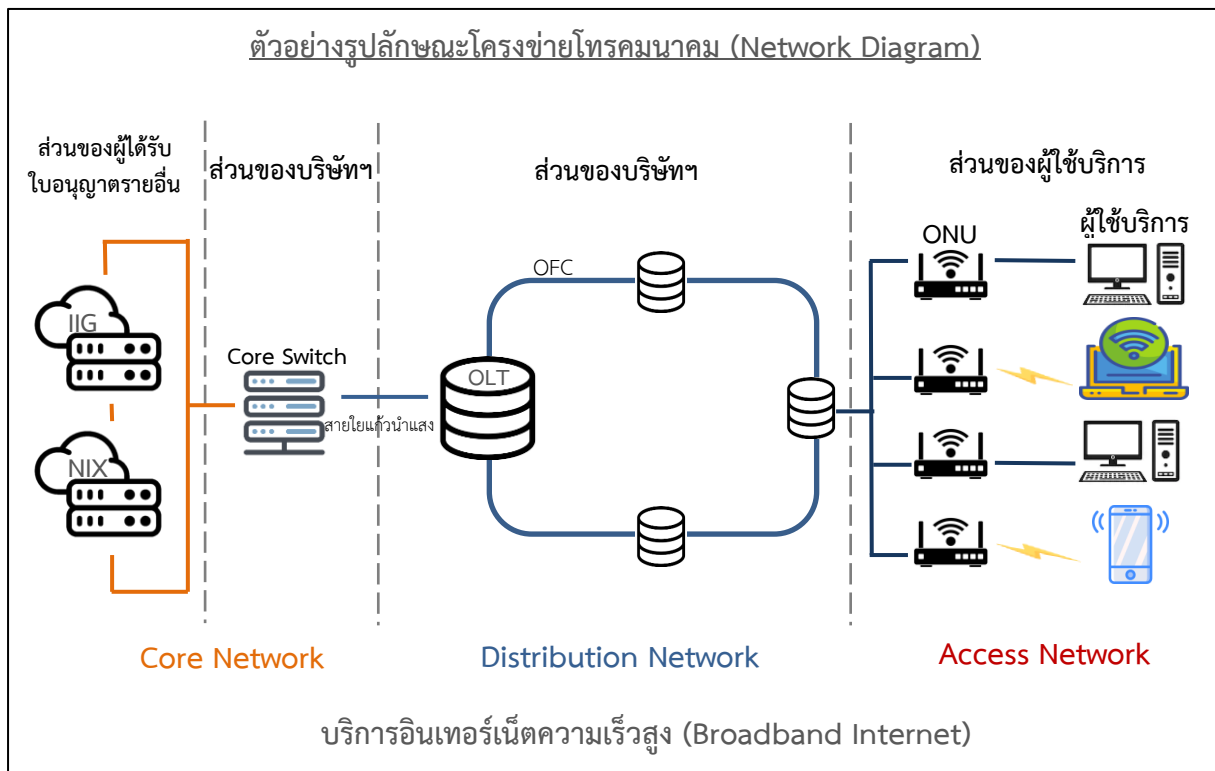 ตัวอย่างรูปลักษณะโครงข่ายโทรคมนาคม (Network Diagram)
ส่วนของผู้ได้รับ
ใบอนุญาตรายอื่น
ส่วนของบริษัทฯ
ส่วนของบริษัทฯ
ส่วนของผู้ใช้บริการ
ONU
ผู้ใช้บริการ
OFC
IIG
Core Switch
OLT
สายใยแก้วนำแสง
NIX
Core Network
Distribution Network
Access Network
บริการอินเทอร์เน็ตความเร็วสูง (Broadband Internet)